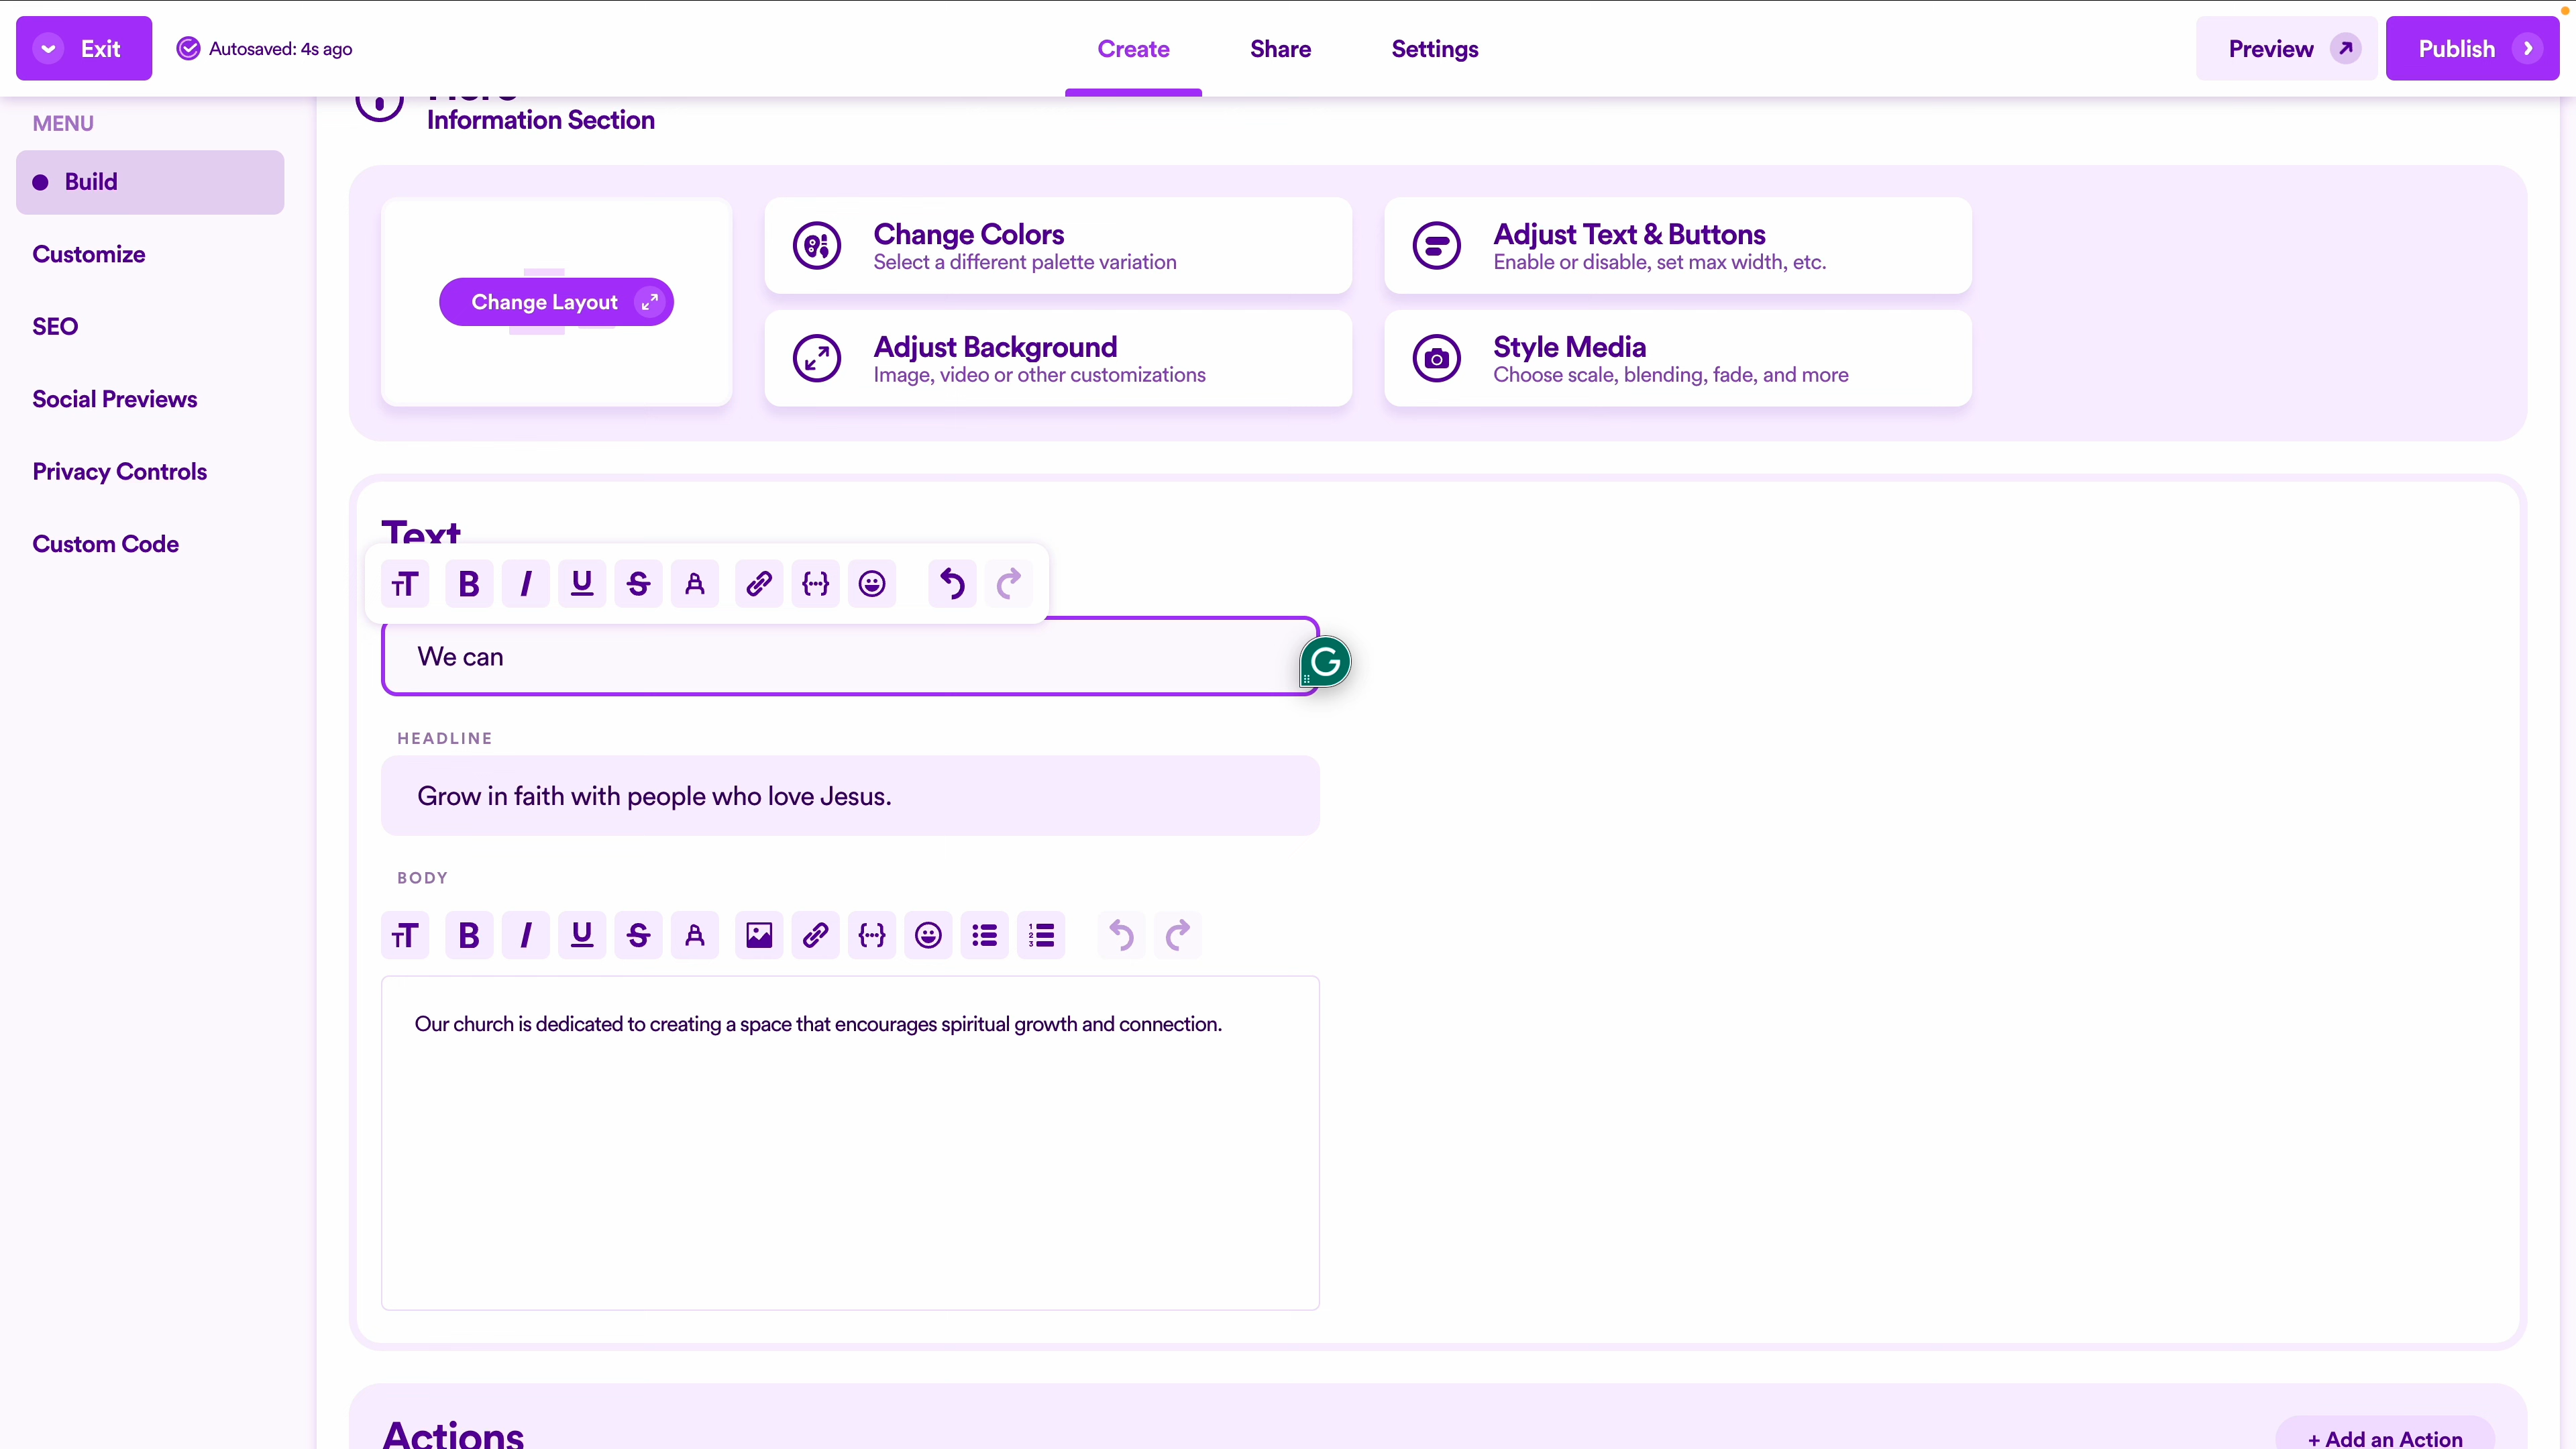 Exit
Autosaved: 4s ago
Create
Share
Settings
Preview
Publish
MENU
Build
Customize
SEO
Social Previews
Privacy Controls
Custom Code
Hero
Information Section
Change Layout
Change Colors
Select a different palette variation
Adjust Text & Buttons
Enable or disable, set max width, etc.
Adjust Background
Image, video or other customizations
Style Media
Choose scale, blending, fade, and more
Text
We can
HEADLINE
Grow in faith with people who love Jesus.
BODY
Our church is dedicated to creating a space that encourages spiritual growth and connection.
Actions
+ Add an Action